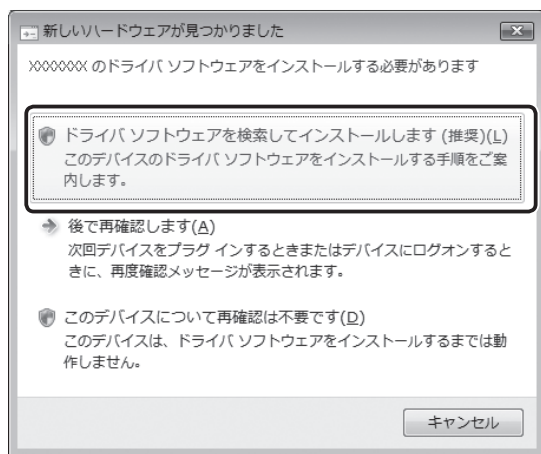 新しいハードウェアが見つかりました
XXXXXXX のドライバ ソフトウェアをインストールする必要があります
ドライバ ソフトウェアを検索してインストールします (推奨)(L)
このデバイスのドライバ ソフトウェアをインストールする手順をご案
内します。
後で再確認します(A)
次回デバイスをプラグ インするときまたはデバイスにログオンすると
きに、再度確認メッセージが表示されます。
このデバイスについて再確認は不要です(D)
このデバイスは、ドライバ ソフトウェアをインストールするまでは動
作しません。
キャンセル